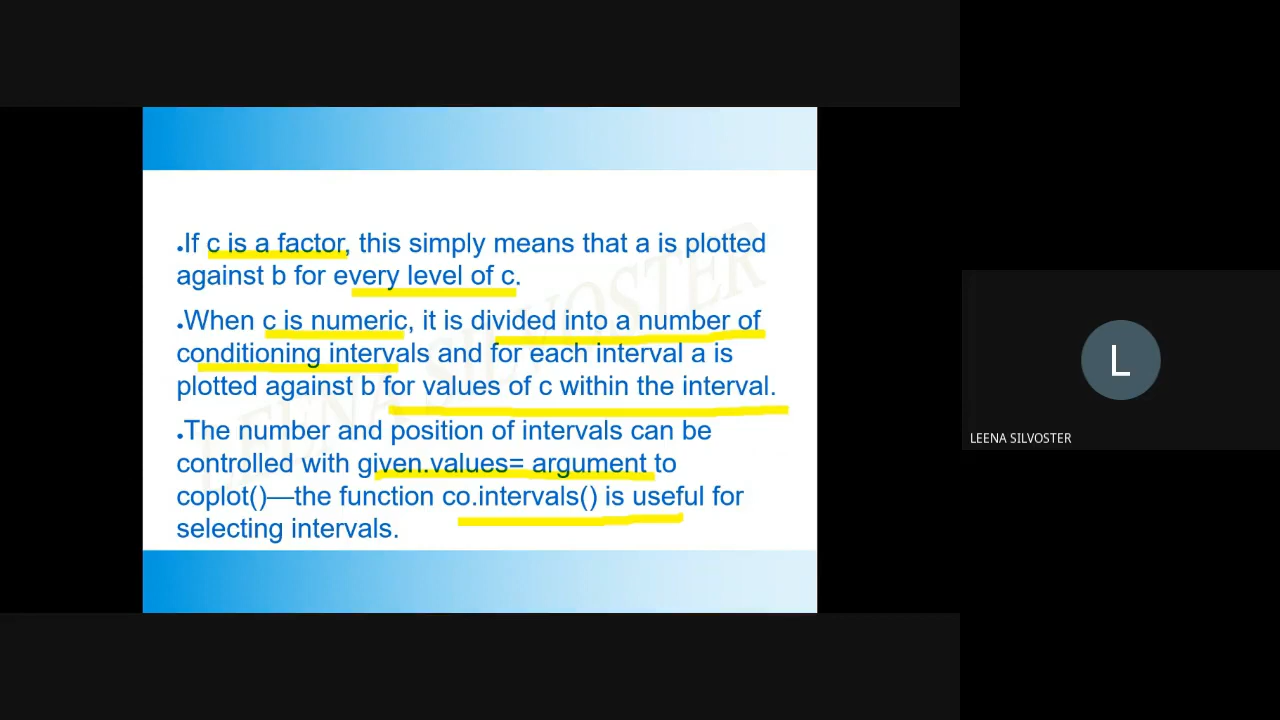 •If c is a factor, this simply means that a is plotted
against b for every level of c.
•When c is numeric, it is divided into a number of
conditioning intervals and for each interval a is
plotted against b for values of c within the interval.
•The number and position of intervals can be
controlled with given.values= argument to
coplot()—the function co.intervals() is useful for
selecting intervals.
LEENA SILVOSTER
L
LEENA SILVOSTER